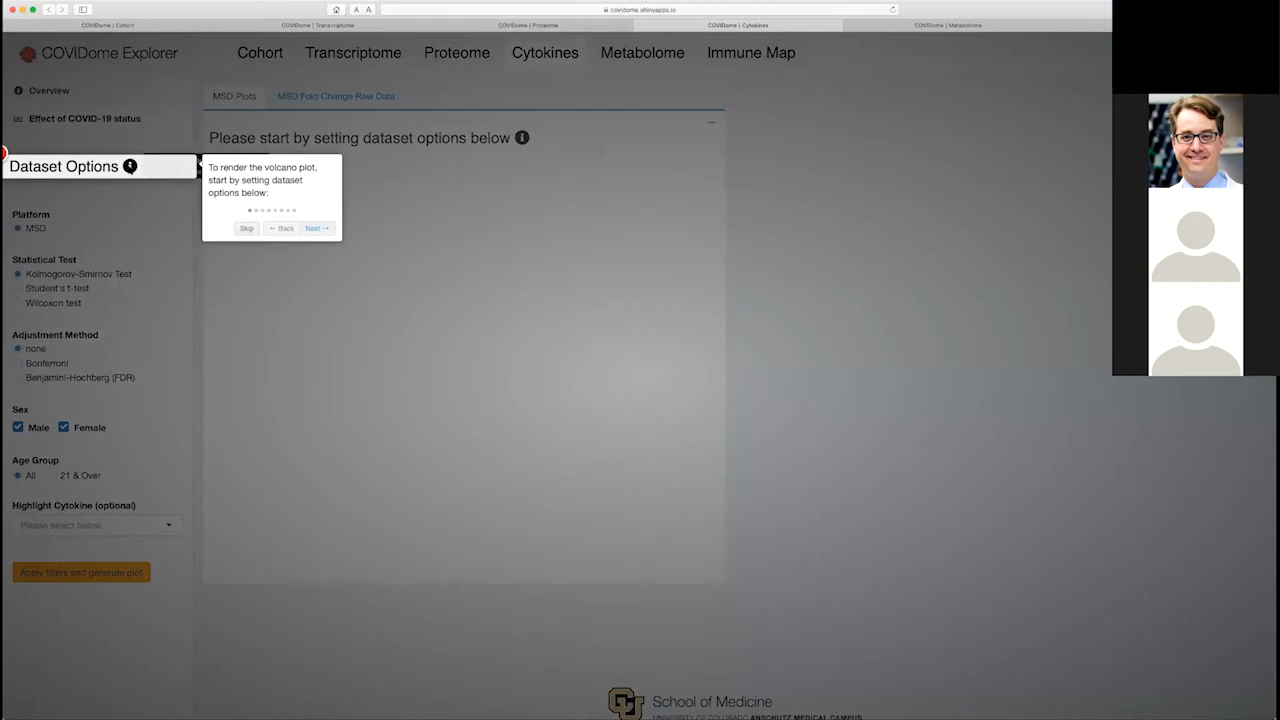 covidome.shinyapps.io
COVIDome | Cohort
COVIDome | Transcriptome
COVIDome | Proteome
COVIDome | Cytokines
COVIDome | Metabolome
COVIDome Explorer
Cohort
Transcriptome
Proteome
Cytokines
Metabolome
Immune Map
Overview
Effect of COVID-19 status
MSD Plots
MSD Fold Change Raw Data
Please start by setting dataset options below
Dataset Options
To render the volcano plot,
start by setting dataset
options below:
Skip
← Back
Next →
Platform
MSD
Statistical Test
Kolmogorov-Smirnov Test
Student's t-test
Wilcoxon test
Adjustment Method
none
Bonferroni
Benjamini-Hochberg (FDR)
Sex
Male
Female
Age Group
All
21 & Over
Highlight Cytokine (optional)
Please select below
Apply filters and generate plot
School of Medicine
UNIVERSITY OF COLORADO ANSCHUTZ MEDICAL CAMPUS